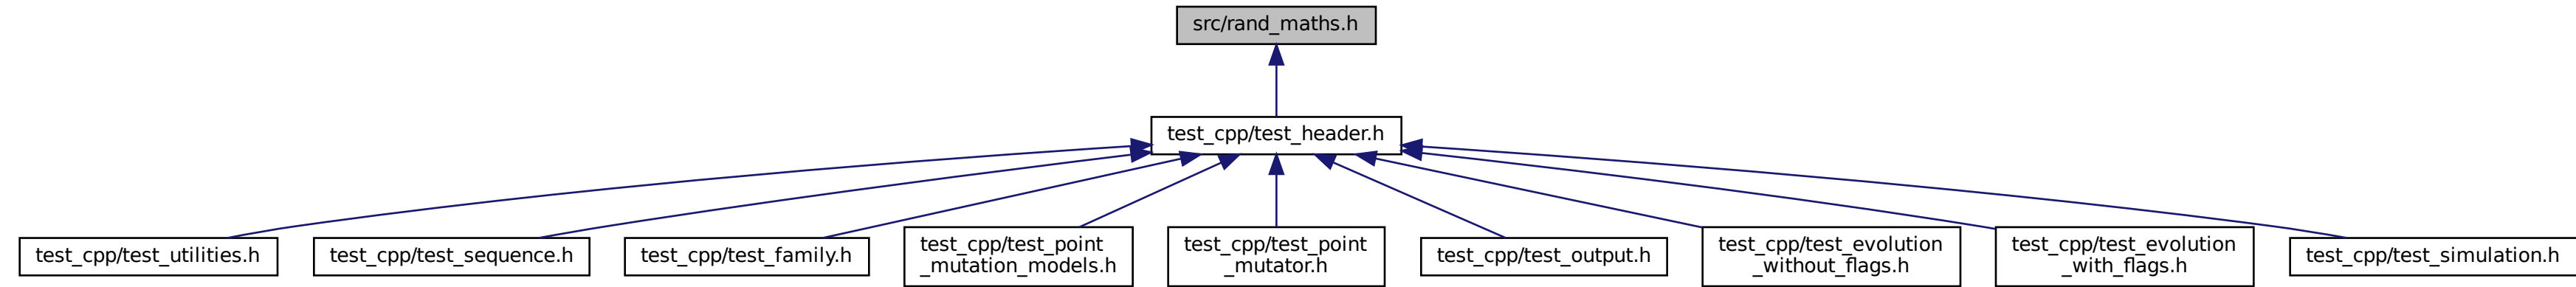 src/rand_maths.h
test_cpp/test_header.h
test_cpp/test_utilities.h
test_cpp/test_sequence.h
test_cpp/test_family.h
test_cpp/test_point
_mutation_models.h
test_cpp/test_point
_mutator.h
test_cpp/test_output.h
test_cpp/test_evolution
_without_flags.h
test_cpp/test_evolution
_with_flags.h
test_cpp/test_simulation.h